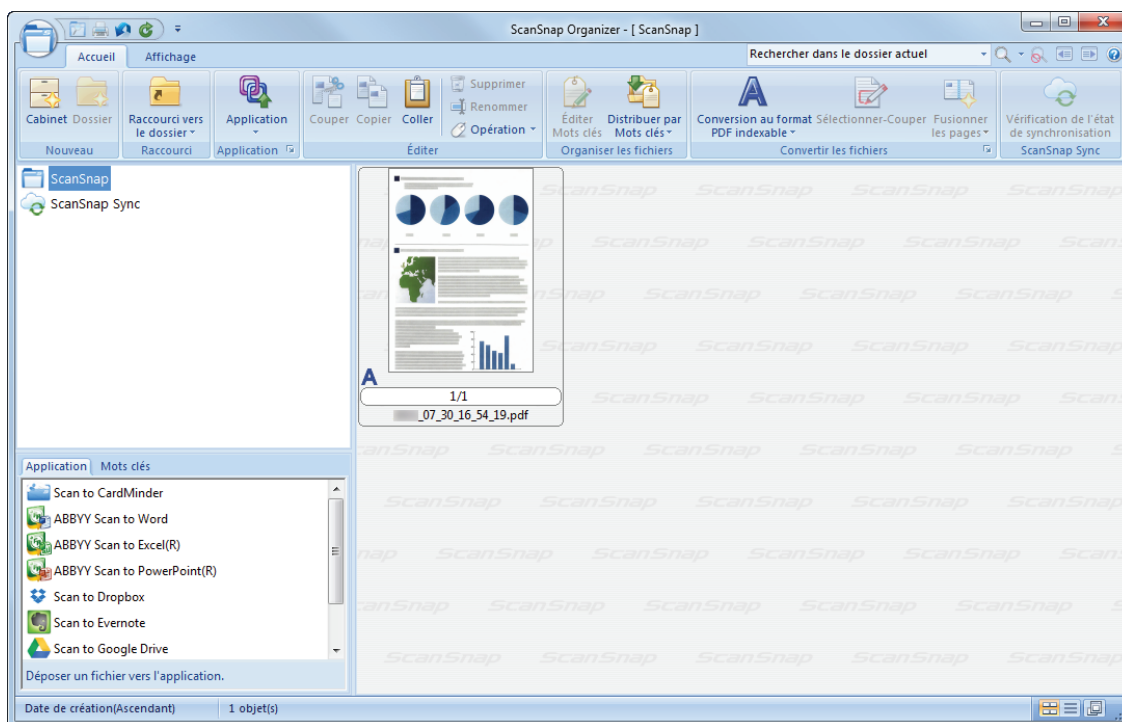 ScanSnap Organizer - [ ScanSnap ]
Accueil Affichage
Rechercher dans le dossier actuel
Cabinet Dossier
Nouveau
Raccourci vers
le dossier
Raccourci
Application
Application
Couper Copier Coller
Supprimer
Renommer
Opération
Éditer
Éditer
Mots clés
Distribuer par
Mots clés
Organiser les fichiers
Conversion au format
PDF indexable
Sélectionner-Couper
Fusionner
les pages
Convertir les fichiers
Vérification de l'état
de synchronisation
ScanSnap Sync
ScanSnap
ScanSnap Sync
A
1/1
_07_30_16_54_19.pdf
Application Mots clés
Scan to CardMinder
ABBYY Scan to Word
ABBYY Scan to Excel(R)
ABBYY Scan to PowerPoint(R)
Scan to Dropbox
Scan to Evernote
Scan to Google Drive
Déposer un fichier vers l'application.
Date de création(Ascendant) 1 objet(s)